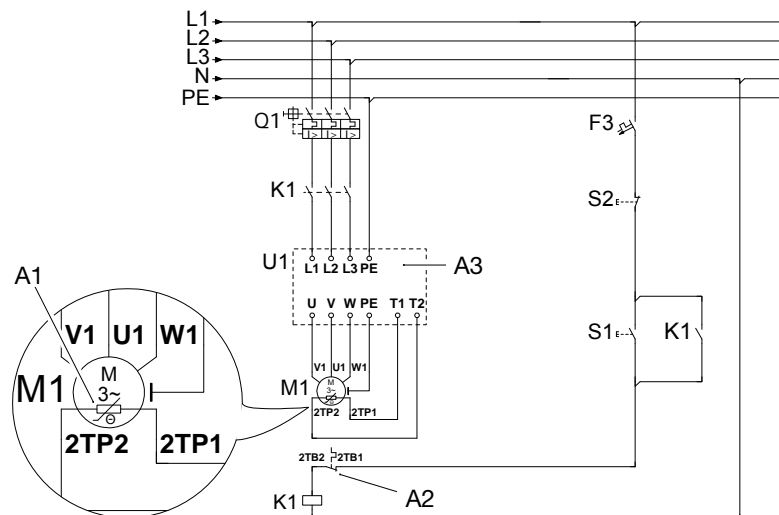 L1
L2
L3
N
PE
Q1
I> I> I>
F3
K1
S2
U1
L1 L2 L3 PE
A3
U V W PE T1 T2
A1
V1 U1 W1
M1
M
3~
Θ
2TP2 2TP1
V1 U1 W1
M1
M
3~
2TP2 2TP1
S1
K1
2TB2 2TB1
A2
K1